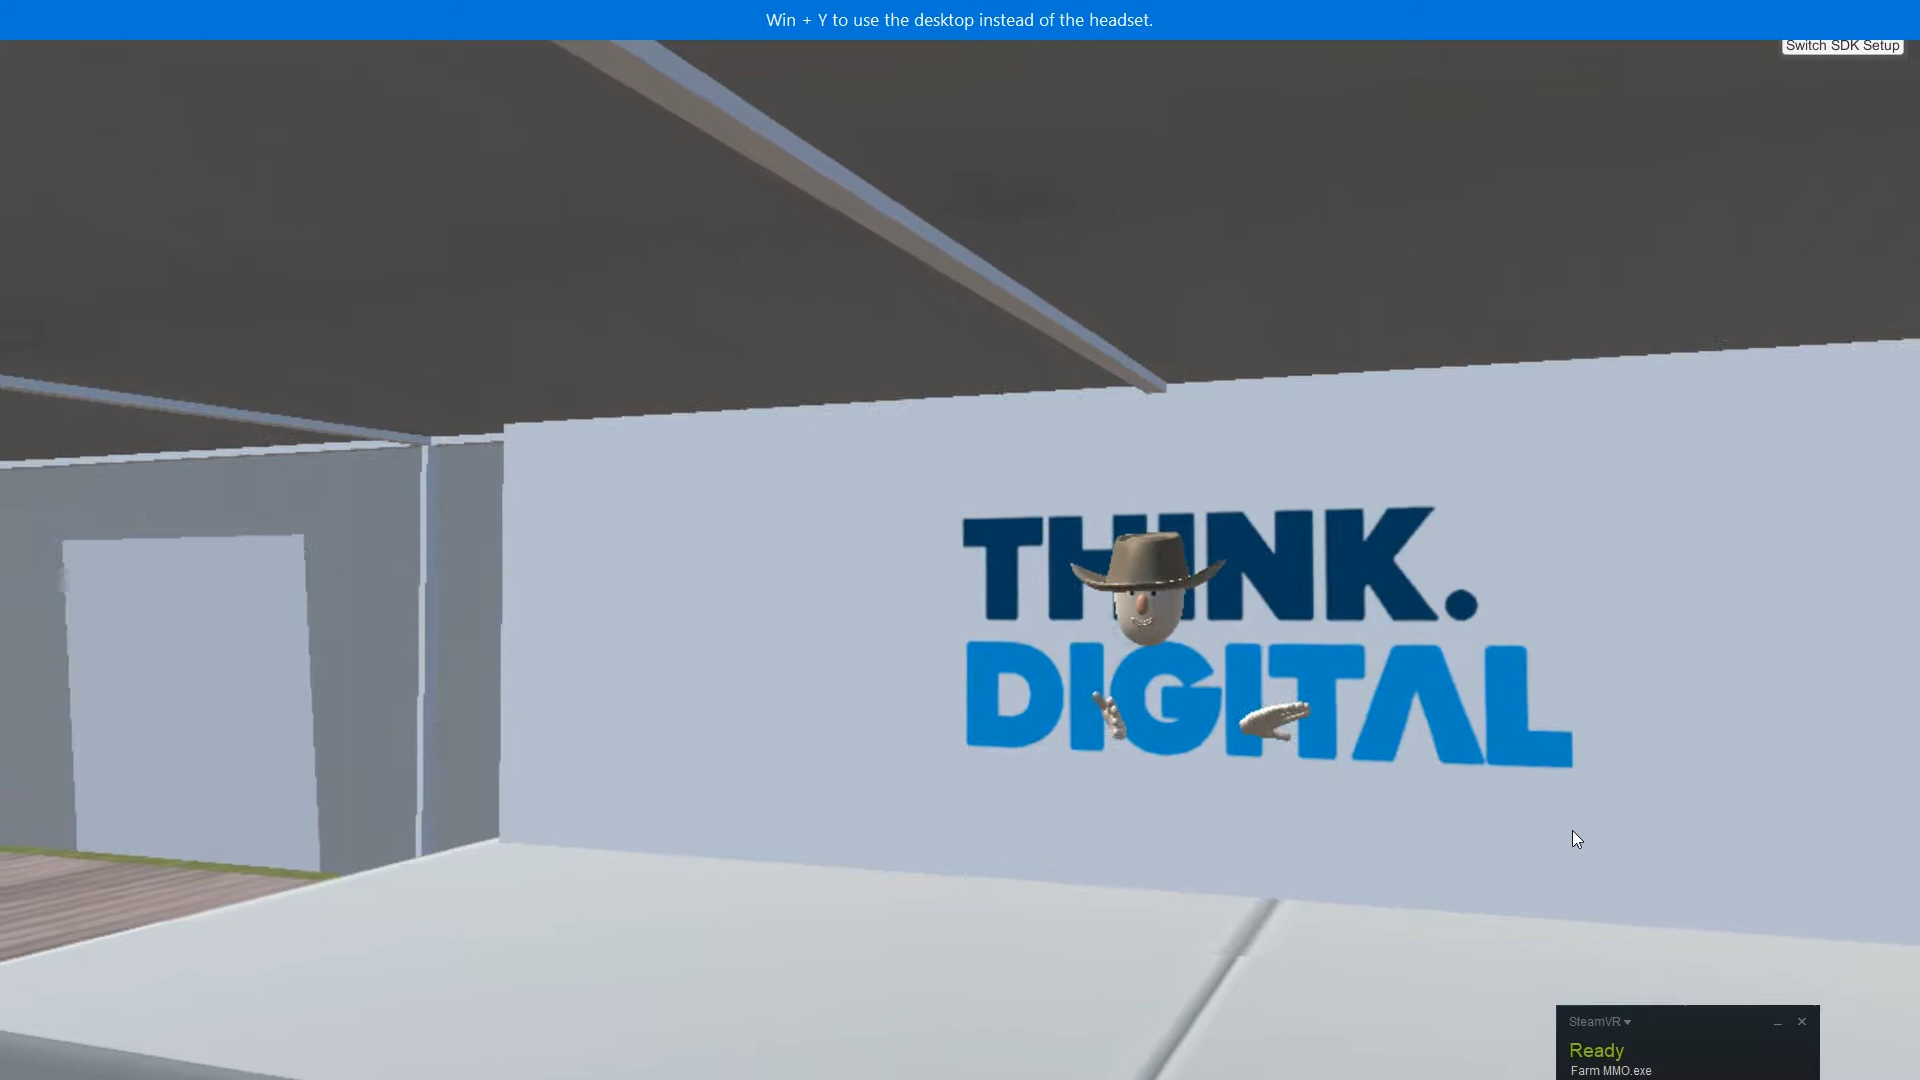 Win + Y to use the desktop instead of the headset.
Switch SDK Setup
THINK.
DIGITAL
SteamVR
Ready
Farm MMO.exe